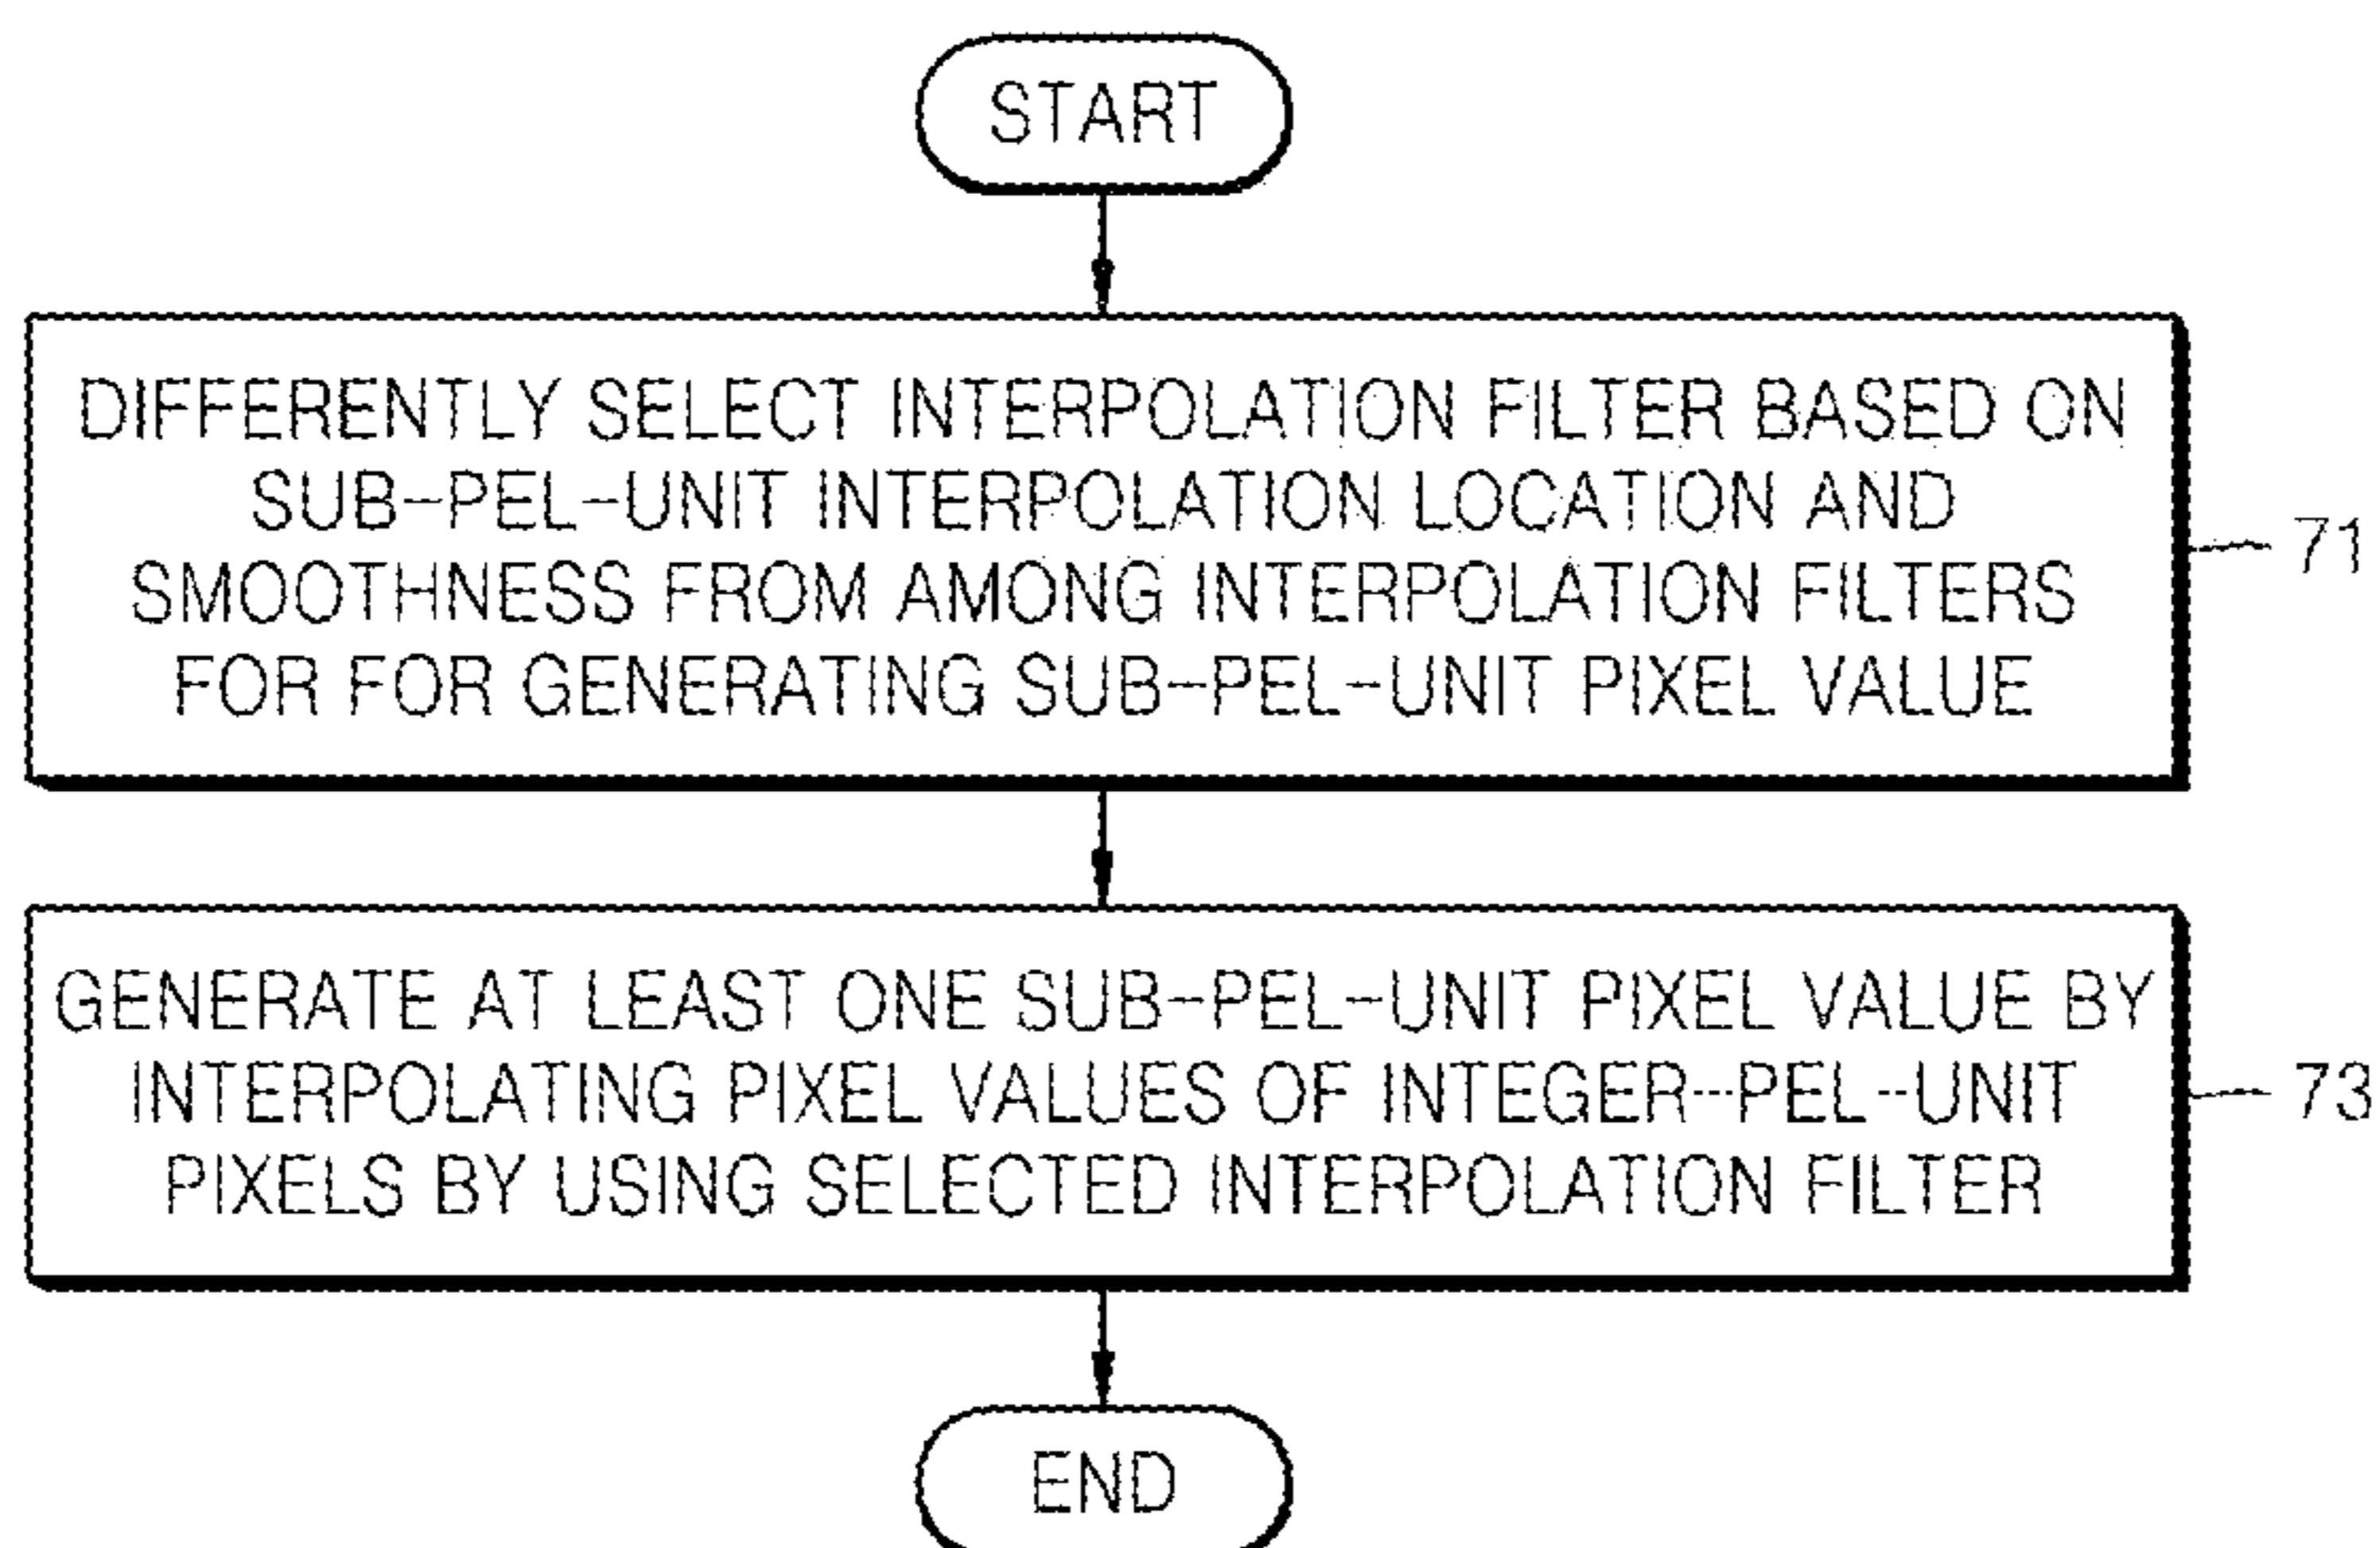 START
DIFFERENTLY SELECT INTERPOLATION FILTER BASED ON
SUB-PEL-UNIT INTERPOLATION LOCATION AND
SMOOTHNESS FROM AMONG INTERPOLATION FILTERS
FOR FOR GENERATING SUB-PEL-UNIT PIXEL VALUE
71
GENERATE AT LEAST ONE SUB-PEL-UNIT PIXEL VALUE BY
INTERPOLATING PIXEL VALUES OF INTEGER-PEL-UNIT
PIXELS BY USING SELECTED INTERPOLATION FILTER
73
END